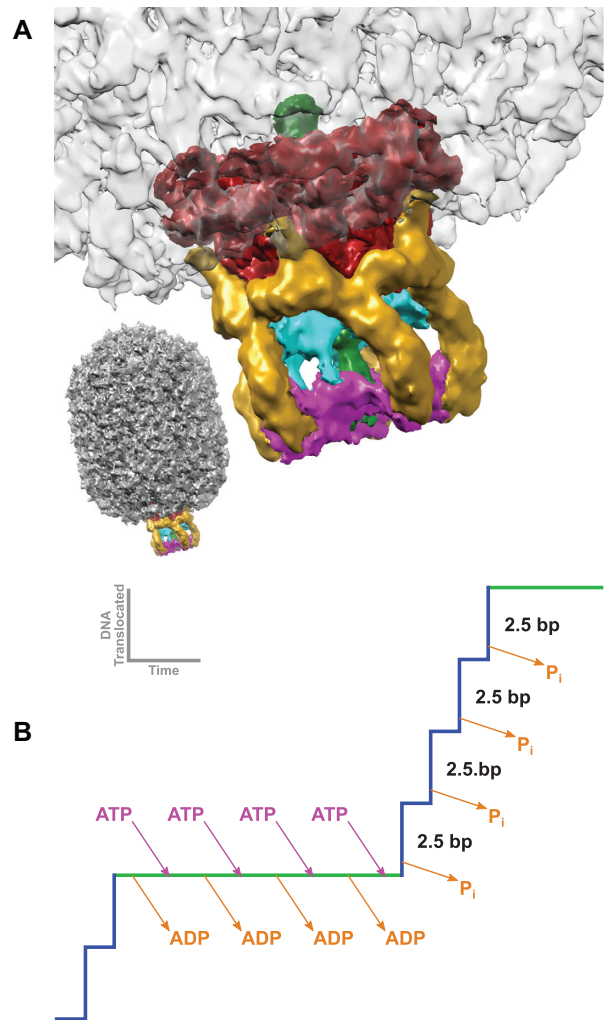 A
DNA
Translocated
Time
2.5 bp
Pi
2.5 bp
Pi
B
2.5.bp
ATP ATP ATP ATP
Pi
2.5 bp
Pi
ADP ADP ADP ADP